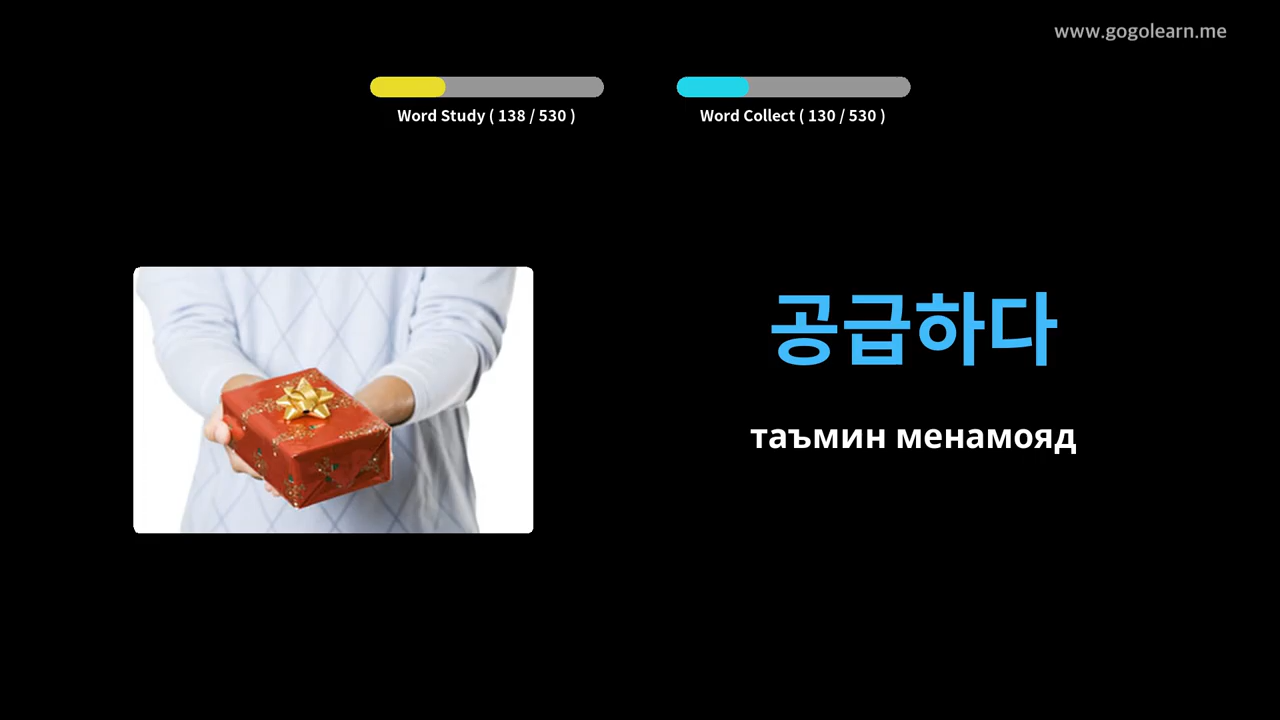 www.gogolearn.me
Word Study ( 138 / 530 )
Word Collect ( 130 / 530 )
공급하다
таъмин менамояд